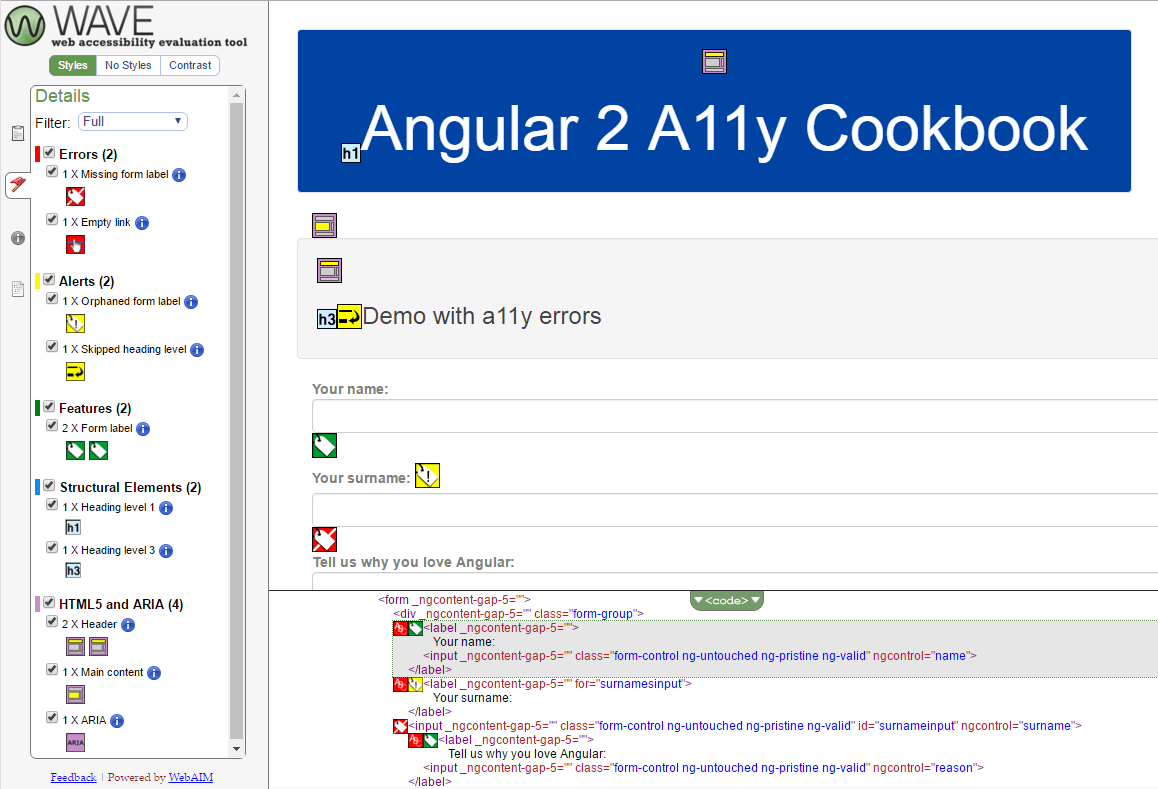 WAVE
web accessibility evaluation tool
Styles No Styles Contrast
Details
Filter: Full
Errors (2)
1 X Missing form label
1 X Empty link
Alerts (2)
1 X Orphaned form label
1 X Skipped heading level
Features (2)
2 X Form label
Structural Elements (2)
1 X Heading level 1
h1
1 X Heading level 3
h3
HTML5 and ARIA (4)
2 X Header
1 X Main content
1 X ARIA
ARIA
Feedback | Powered by WebAIM
h1 Angular 2 A11y Cookbook
h3 Demo with a11y errors
Your name:
Your surname:
Tell us why you love Angular:
<code>
<form _ngcontent-gap-5="">
<div _ngcontent-gap-5="" class="form-group">
<label _ngcontent-gap-5="">
Your name:
<input _ngcontent-gap-5="" class="form-control ng-untouched ng-pristine ng-valid" ngcontrol="name">
</label>
<label _ngcontent-gap-5="" for="surnamesinput">
Your surname:
</label>
<input _ngcontent-gap-5="" class="form-control ng-untouched ng-pristine ng-valid" id="surnameinput" ngcontrol="surname">
<label _ngcontent-gap-5="">
Tell us why you love Angular:
<input _ngcontent-gap-5="" class="form-control ng-untouched ng-pristine ng-valid" ngcontrol="reason">
</label>